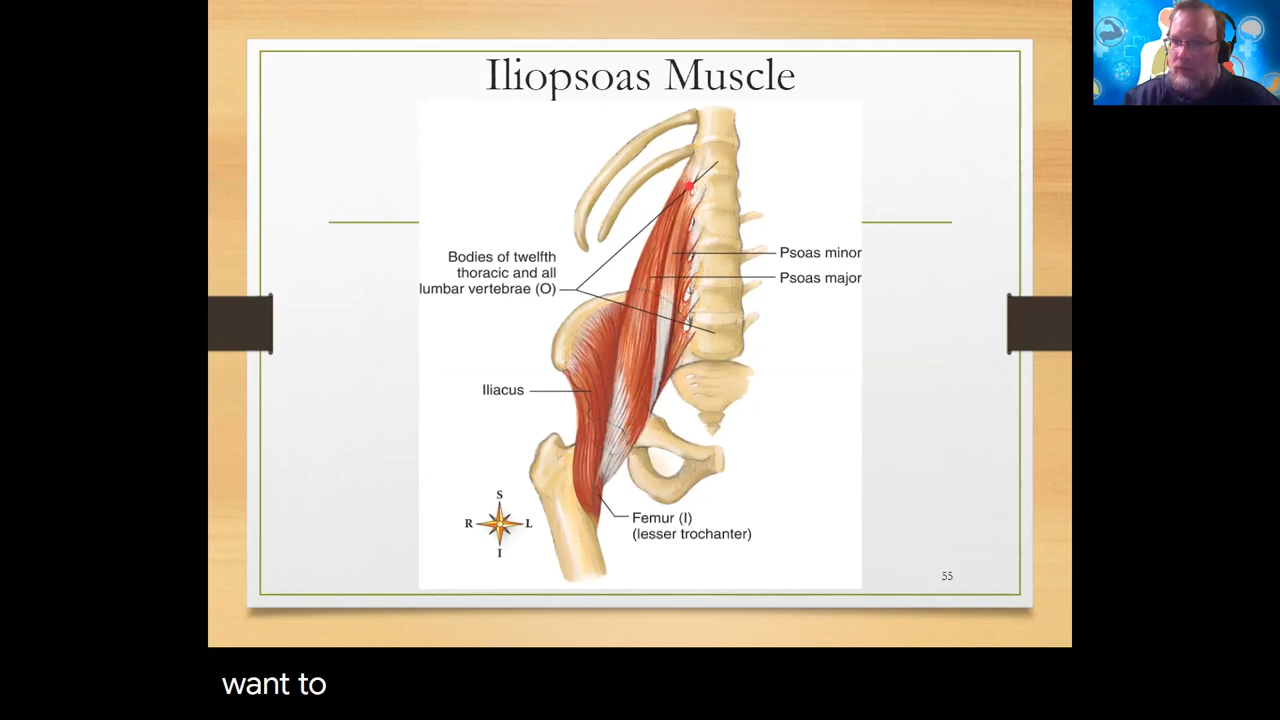 Iliopsoas Muscle
Bodies of twelfth
thoracic and all
lumbar vertebrae (O)
Psoas minor
Psoas major
Iliacus
S
R
L
I
Femur (I)
(lesser trochanter)
55
want to